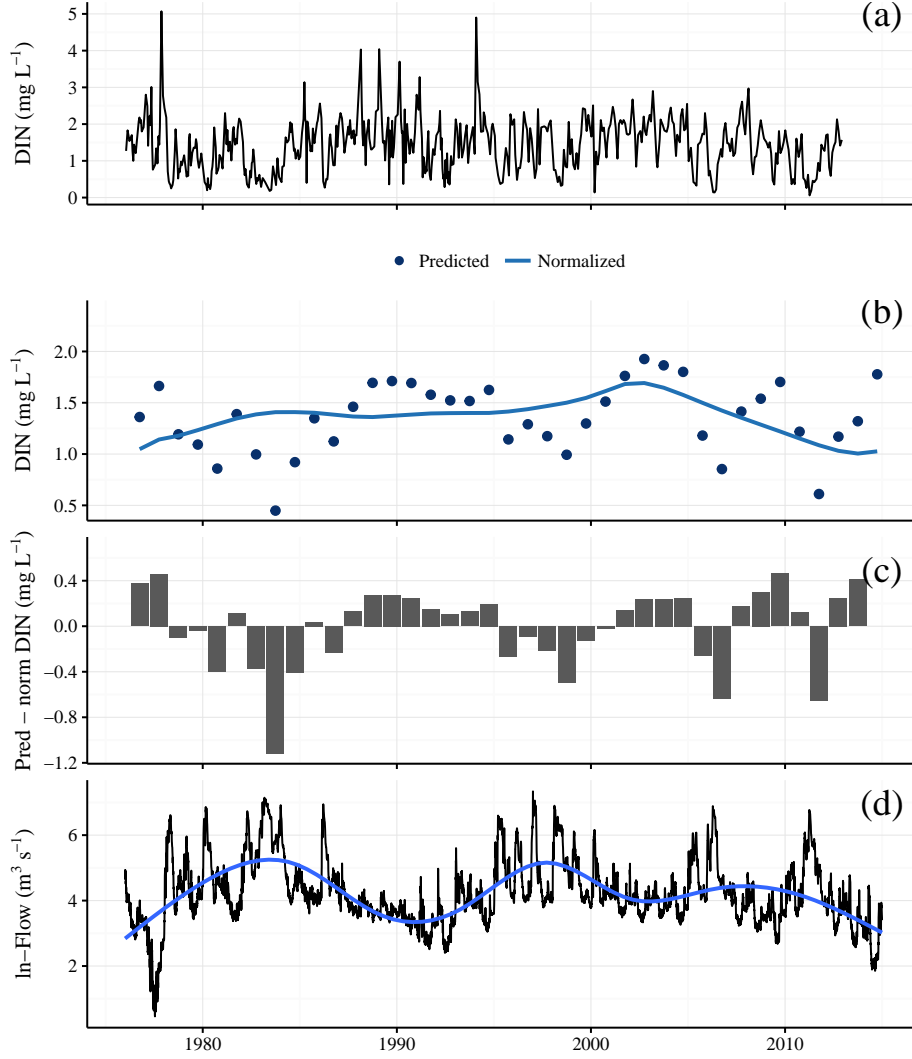 (a)
DIN (mg L⁻¹)
5
4
3
2
1
0
Predicted Normalized
(b)
DIN (mg L⁻¹)
2.0
1.5
1.0
0.5
(c)
Pred − norm DIN (mg L⁻¹)
0.4
0.0
−0.4
−0.8
−1.2
(d)
ln−Flow (m³ s⁻¹)
6
4
2
1980 1990 2000 2010